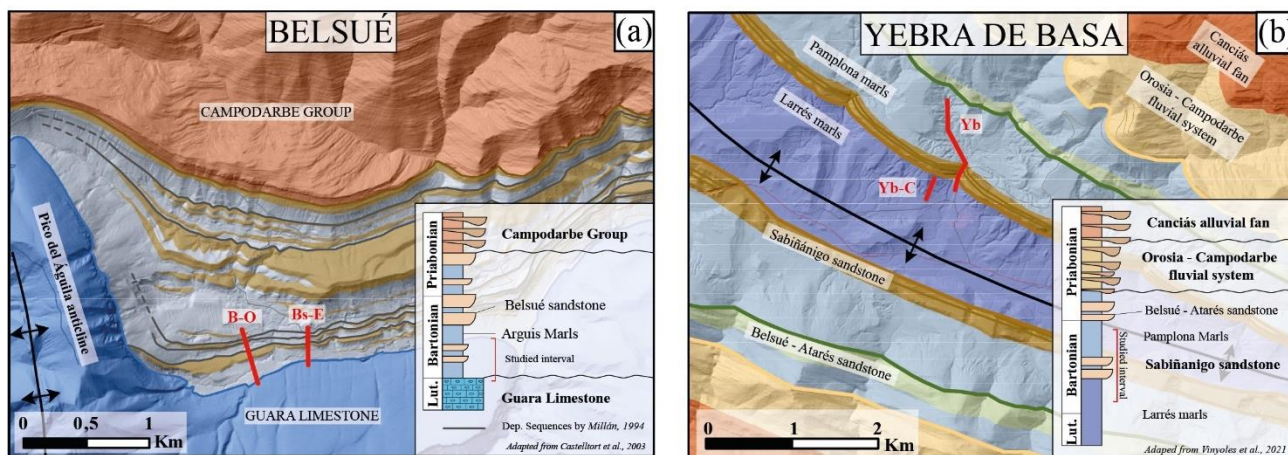 BELSUÉ
(a)
CAMPODARBE GROUP
Pico del Águila anticline
B-O
Bs-E
GUARA LIMESTONE
0
0,5
1
Km
Priabonian
Bartonian
Lut.
Campodarbe Group
Belsué sandstone
Arguis Marls
Studied interval
Guara Limestone
Dep. Sequences by Millán, 1994
Adapted from Castelltort et al., 2003
YEBRA DE BASA
(b)
Pamplona marls
Larrés marls
Yb
Yb-C
Canciás
alluvial fan
Orosia - Campodarbe
fluvial system
Sabiñánigo sandstone
Belsué - Atarés sandstone
0
1
2
Km
Priabonian
Bartonian
Lut.
Canciás alluvial fan
Orosia - Campodarbe
fluvial system
Belsué - Atarés sandstone
Pamplona Marls
Studied interval
Sabiñanigo sandstone
Larrés marls
Adaped from Vinyoles et al., 2021